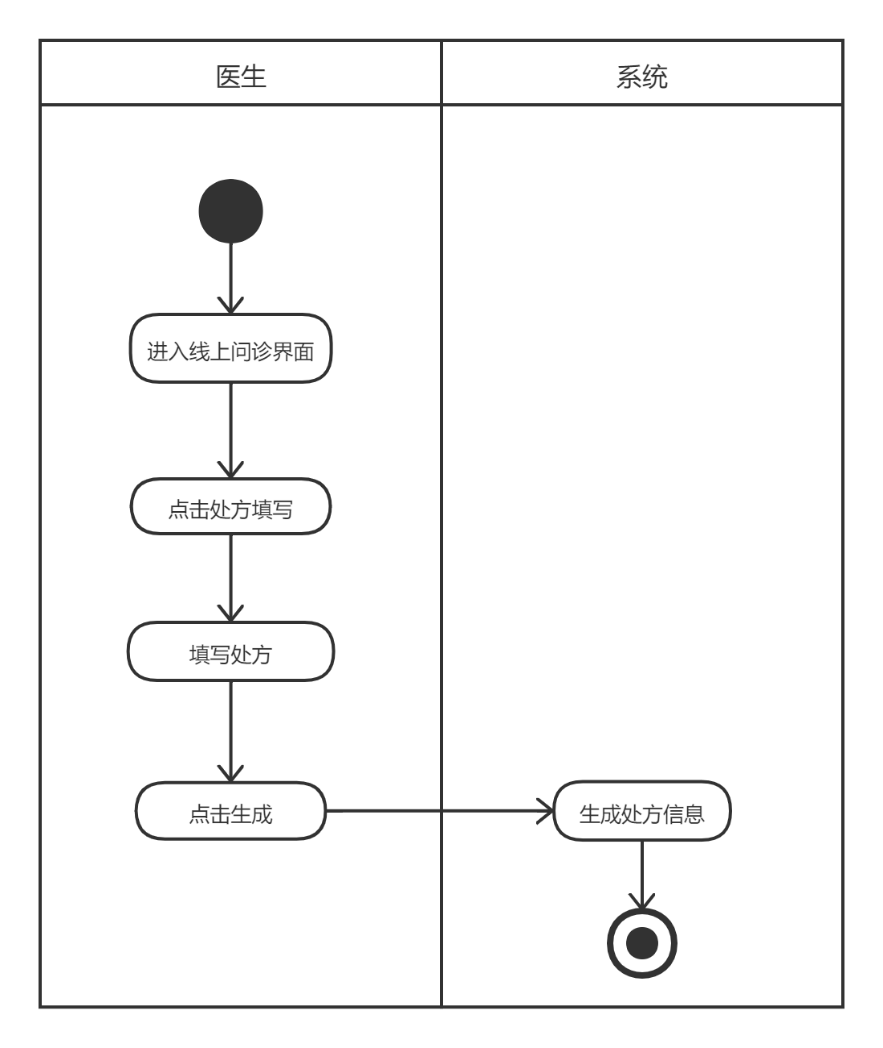 医生
系统
进入线上问诊界面
点击处方填写
填写处方
点击生成
生成处方信息